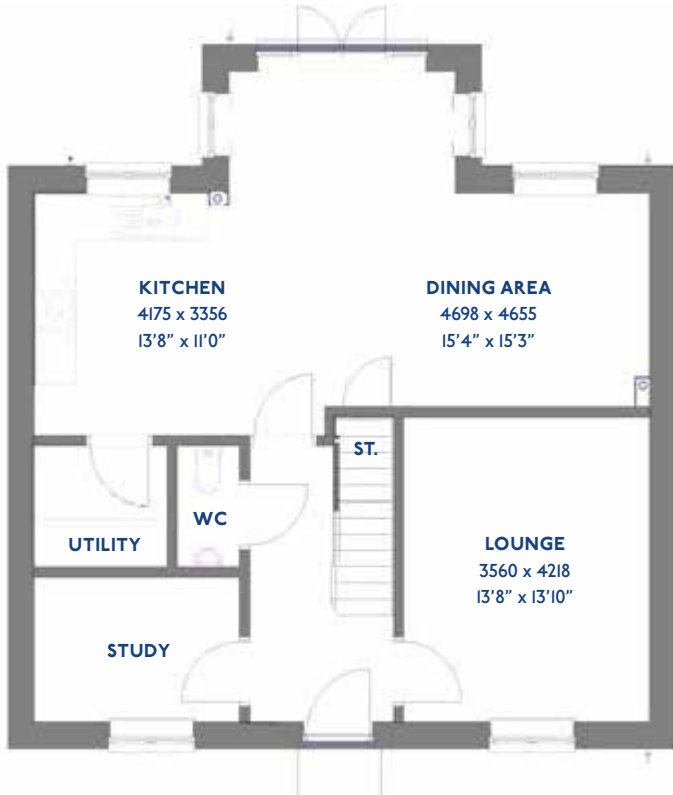 KITCHEN
4175 x 3356
13'8" x 11'0"
DINING AREA
4698 x 4655
15'4" x 15'3"
ST.
WC
UTILITY
LOUNGE
3560 x 4218
13'8" x 13'10"
STUDY